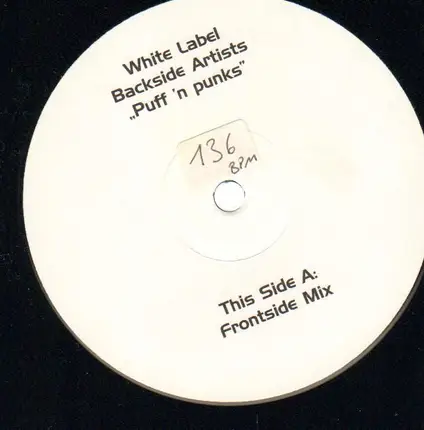 White Label
Backside Artists
„Puff 'n punks"
136
BPM
This Side A:
Frontside Mix